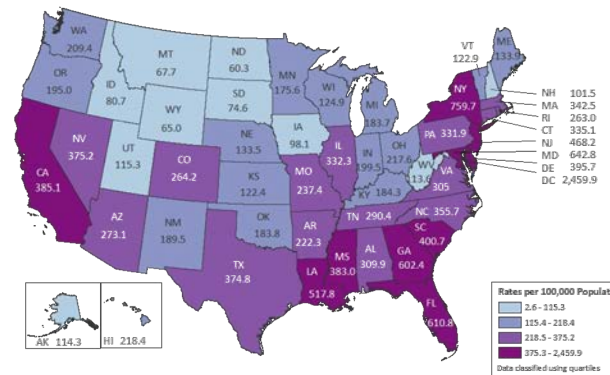 WA
209.4
OR
195.0
CA
385.1
NV
375.2
ID
80.7
MT
67.7
WY
65.0
UT
115.3
AZ
273.1
CO
264.2
NM
189.5
ND
60.3
SD
74.6
NE
133.5
KS
122.4
OK
183.8
TX
374.8
MN
175.6
IA
98.1
MO
237.4
AR
222.3
LA
517.8
WI
124.9
IL
332.3
MI
183.7
IN
199.5
OH
217.6
KY 184.3
TN 290.4
MS
383.0
AL
309.9
GA
602.4
FL
610.8
SC
400.7
NC 355.7
VA
305
WV
13.6
PA 331.9
NY
759.7
VT
122.9
ME
133.9
NH 101.5
MA 342.5
RI 263.0
CT 335.1
NJ 468.2
MD 642.8
DE 395.7
DC 2,459.9
AK 114.3
HI 218.4
Rates per 100,000 Populat
2.6 - 115.3
115.4 - 218.4
218.5 - 375.2
375.3 - 2,459.9
Data classified using quartiles